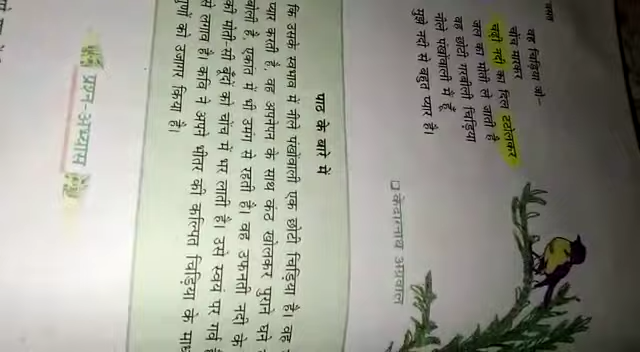 वह चिड़िया जो-
चोंच मारकर
चढ़ी नदी का दिल टटोलकर
जल का मोती ले जाती है
वह छोटी गरबीली चिड़िया
नीले पंखोंवाली मैं हूँ
मुझे नदी से बहुत प्यार है।
केदारनाथ अग्रवाल
पाठ के बारे में
कि उसके स्वभाव में नीले पंखोंवाली एक छोटी चिड़िया है। वह
प्यार करती है, वह अपनेपन के साथ कंठ खोलकर पुराने घने
वाली है, एकांत में भी उमंग से रहती है। वह उफनती नदी के
की मोती-सी बूँदों को चोंच में भर लाती है। उसे स्वयं पर गर्व है
से लगाव है। कवि ने अपने भीतर की कल्पित चिड़िया के माध्
गुणों को उजागर किया है।
प्रश्न-अभ्यास